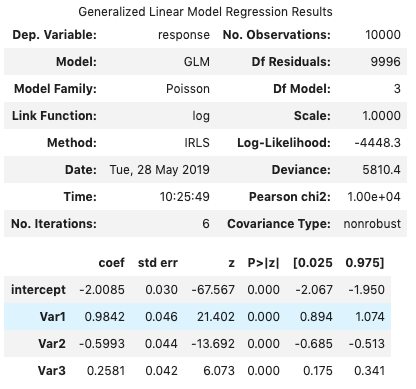 Generalized Linear Model Regression Results
Dep. Variable: response No. Observations: 10000
Model: GLM Df Residuals: 9996
Model Family: Poisson Df Model: 3
Link Function: log Scale: 1.0000
Method: IRLS Log-Likelihood: -4448.3
Date: Tue, 28 May 2019 Deviance: 5810.4
Time: 10:25:49 Pearson chi2: 1.00e+04
No. Iterations: 6 Covariance Type: nonrobust
coef std err z P>|z| [0.025 0.975]
intercept -2.0085 0.030 -67.567 0.000 -2.067 -1.950
Var1 0.9842 0.046 21.402 0.000 0.894 1.074
Var2 -0.5993 0.044 -13.692 0.000 -0.685 -0.513
Var3 0.2581 0.042 6.073 0.000 0.175 0.341